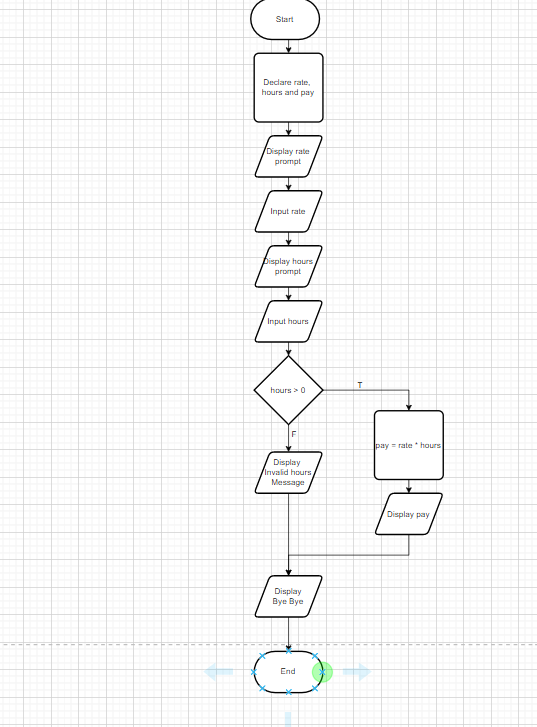 Start
Declare rate,
hours and pay
Display rate
prompt
Input rate
Display hours
prompt
Input hours
hours > 0
T
F
pay = rate * hours
Display
Invalid hours
Message
Display pay
Display
Bye Bye
End